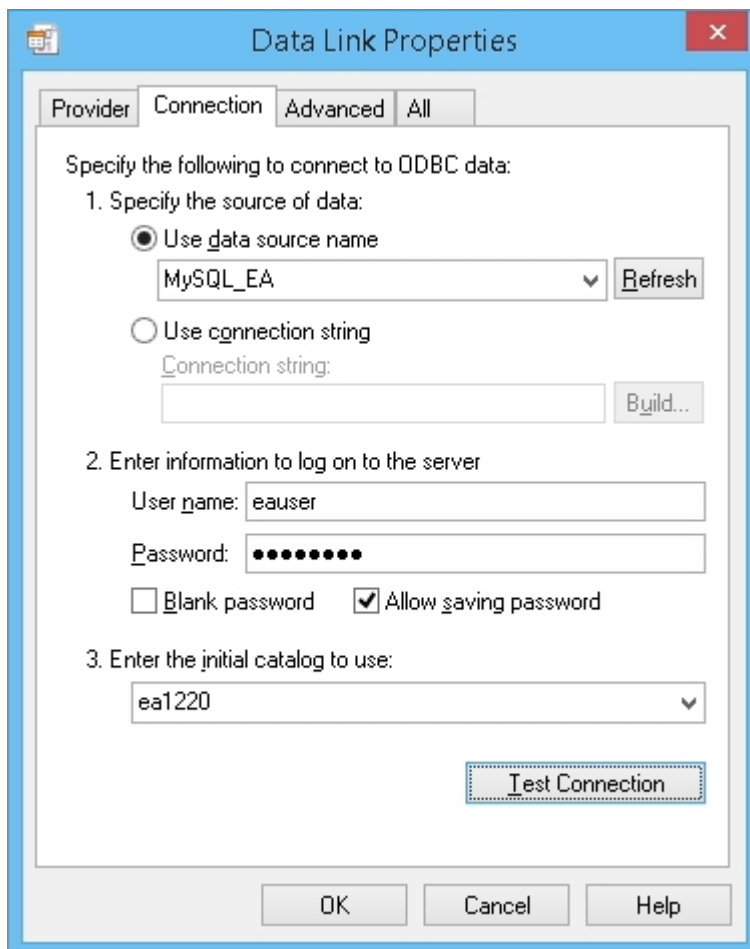 Data Link Properties
Provider Connection Advanced All
Specify the following to connect to ODBC data:
1. Specify the source of data:
Use data source name
MySQL_EA Refresh
Use connection string
Connection string:
Build...
2. Enter information to log on to the server
User name: eauser
Password: ••••••••
Blank password Allow saving password
3. Enter the initial catalog to use:
ea1220
Test Connection
OK Cancel Help